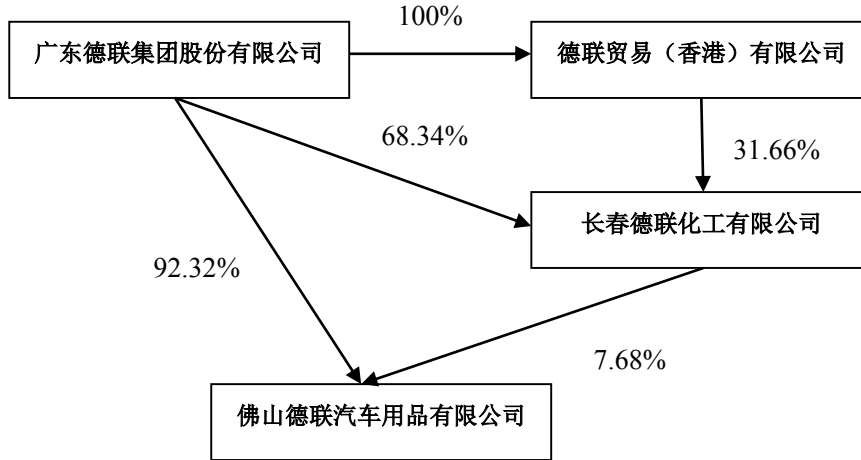 100%
广东德联集团股份有限公司
德联贸易（香港）有限公司
68.34%
31.66%
长春德联化工有限公司
92.32%
7.68%
佛山德联汽车用品有限公司